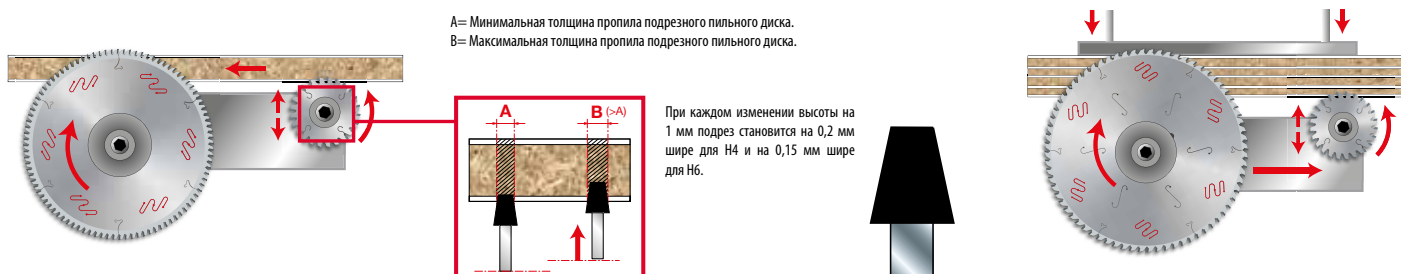 A= Минимальная толщина пропила подрезного пильного диска.
B= Максимальная толщина пропила подрезного пильного диска.
A
B (>A)
При каждом изменении высоты на
1 мм подрез становится на 0,2 мм
шире для H4 и на 0,15 мм шире
для H6.